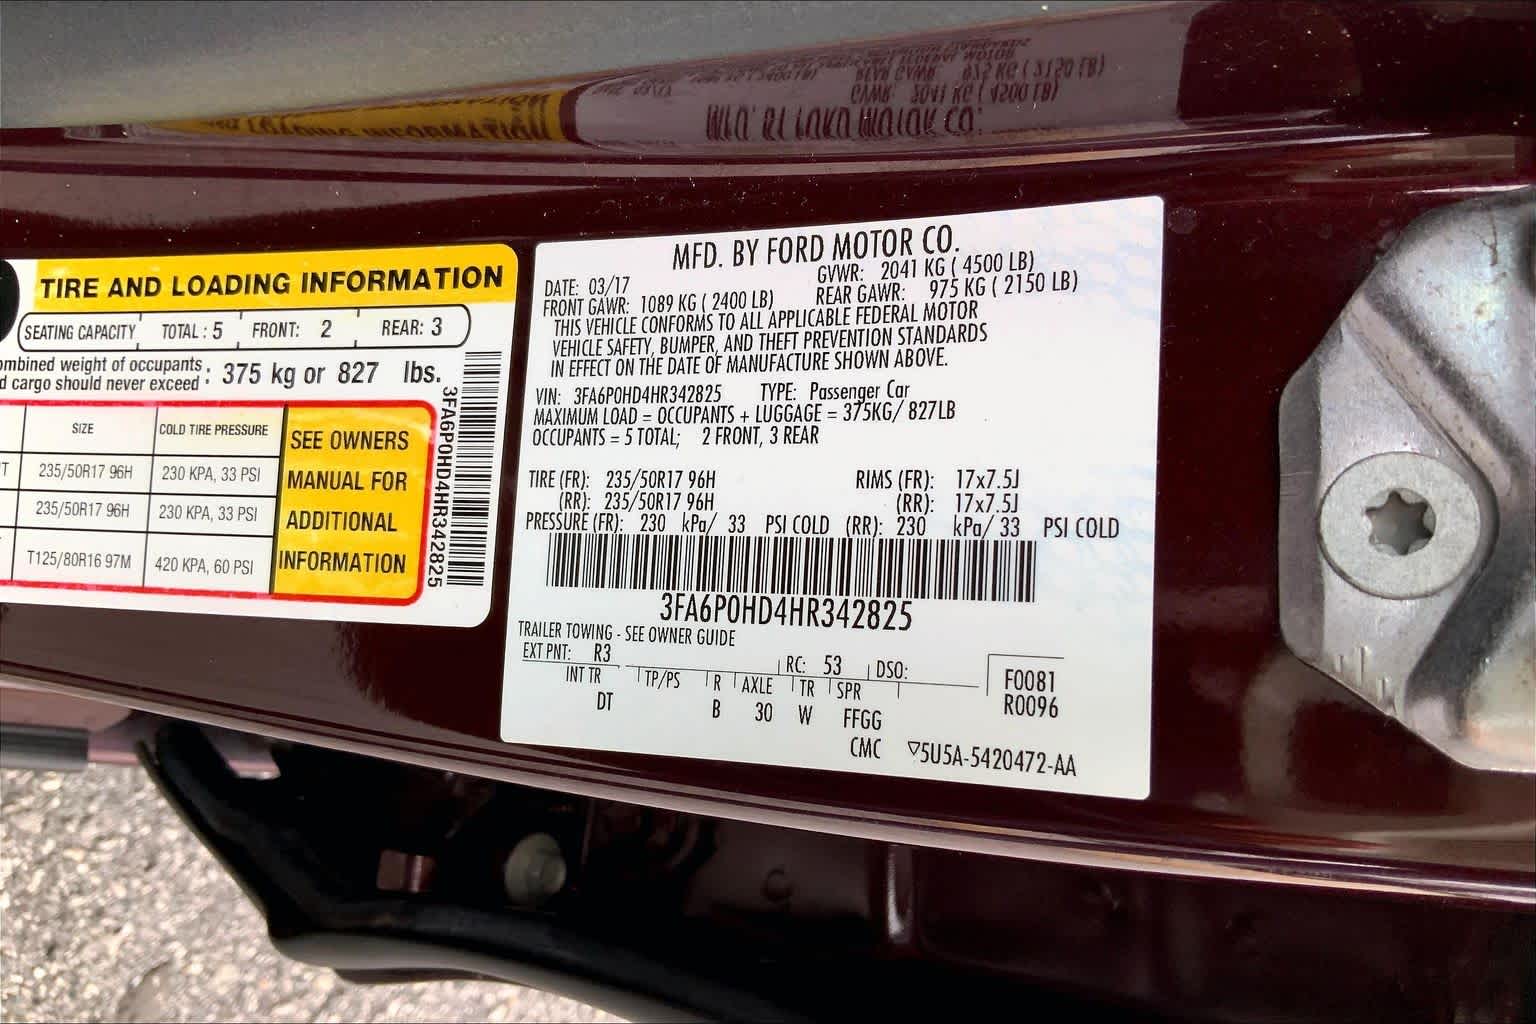 TIRE AND LOADING INFORMATION
SEATING CAPACITY TOTAL : 5 FRONT: 2 REAR: 3
ombined weight of occupants
d cargo should never exceed : 375 kg or 827 lbs.
SIZE COLD TIRE PRESSURE
235/50R17 96H 230 KPA, 33 PSI
235/50R17 96H 230 KPA, 33 PSI
T125/80R16 97M 420 KPA, 60 PSI
SEE OWNERS
MANUAL FOR
ADDITIONAL
INFORMATION
3FA6P0HD4HR342825
MFD. BY FORD MOTOR CO.
DATE: 03/17 GVWR: 2041 KG ( 4500 LB)
FRONT GAWR: 1089 KG ( 2400 LB) REAR GAWR: 975 KG ( 2150 LB)
THIS VEHICLE CONFORMS TO ALL APPLICABLE FEDERAL MOTOR
VEHICLE SAFETY, BUMPER, AND THEFT PREVENTION STANDARDS
IN EFFECT ON THE DATE OF MANUFACTURE SHOWN ABOVE.
VIN: 3FA6P0HD4HR342825 TYPE: Passenger Car
MAXIMUM LOAD = OCCUPANTS + LUGGAGE = 375KG/ 827LB
OCCUPANTS = 5 TOTAL; 2 FRONT, 3 REAR
TIRE (FR): 235/50R17 96H RIMS (FR): 17x7.5J
(RR): 235/50R17 96H (RR): 17x7.5J
PRESSURE (FR): 230 kPa/ 33 PSI COLD (RR): 230 kPa/ 33 PSI COLD
3FA6P0HD4HR342825
TRAILER TOWING - SEE OWNER GUIDE
EXT PNT: R3 RC: 53 DSO:
INT TR TP/PS R AXLE TR SPR
DT B 30 W FFGG
F0081
R0096
CMC ▽5U5A-5420472-AA